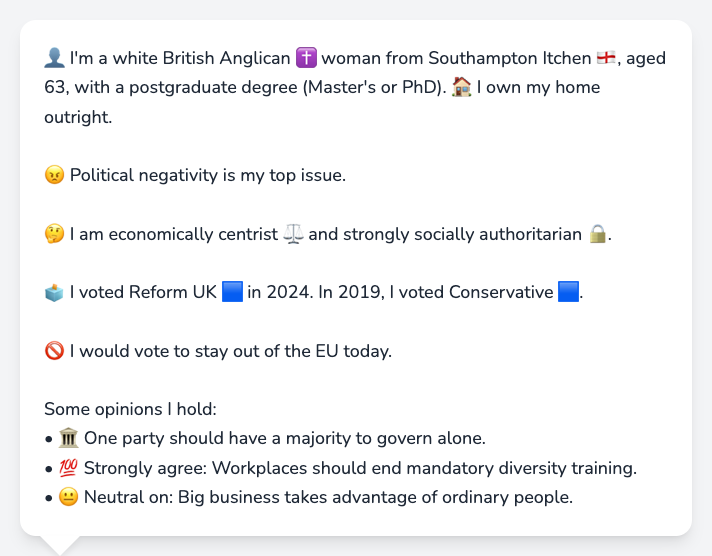 👤 I'm a white British Anglican ✝️ woman from Southampton Itchen 🏴󠁧󠁢󠁥󠁮󠁧󠁿, aged
63, with a postgraduate degree (Master's or PhD). 🏠 I own my home
outright.
😠 Political negativity is my top issue.
🤔 I am economically centrist ⚖️ and strongly socially authoritarian 🔒.
🗳️ I voted Reform UK 🟦 in 2024. In 2019, I voted Conservative 🟦.
🚫 I would vote to stay out of the EU today.
Some opinions I hold:
• 🏛️ One party should have a majority to govern alone.
• 💯 Strongly agree: Workplaces should end mandatory diversity training.
• 😐 Neutral on: Big business takes advantage of ordinary people.